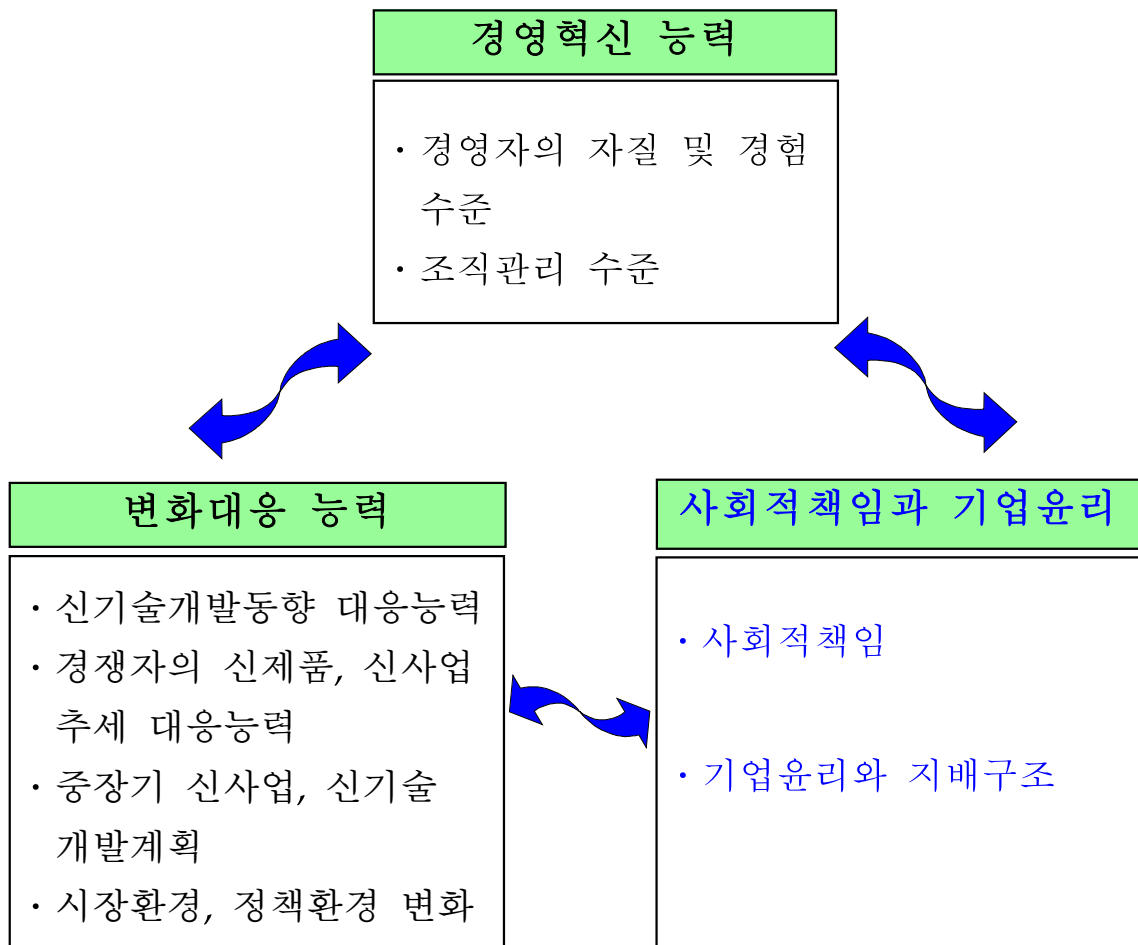 경영혁신 능력
· 경영자의 자질 및 경험
수준
· 조직관리 수준
변화대응 능력
· 신기술개발동향 대응능력
· 경쟁자의 신제품, 신사업
추세 대응능력
· 중장기 신사업, 신기술
개발계획
· 시장환경, 정책환경 변화
사회적책임과 기업윤리
· 사회적책임
· 기업윤리와 지배구조